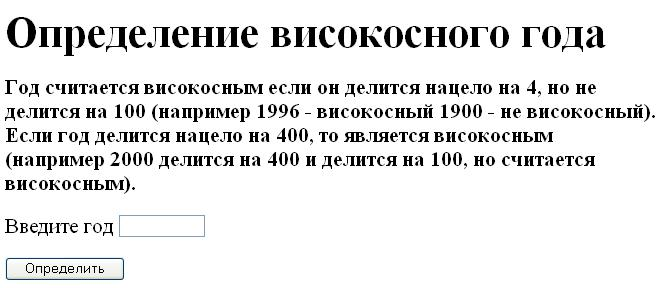 Определение високосного года
Год считается високосным если он делится нацело на 4, но не
делится на 100 (например 1996 - високосный 1900 - не високосный).
Если год делится нацело на 400, то является високосным
(например 2000 делится на 400 и делится на 100, но считается
високосным).
Введите год
Определить